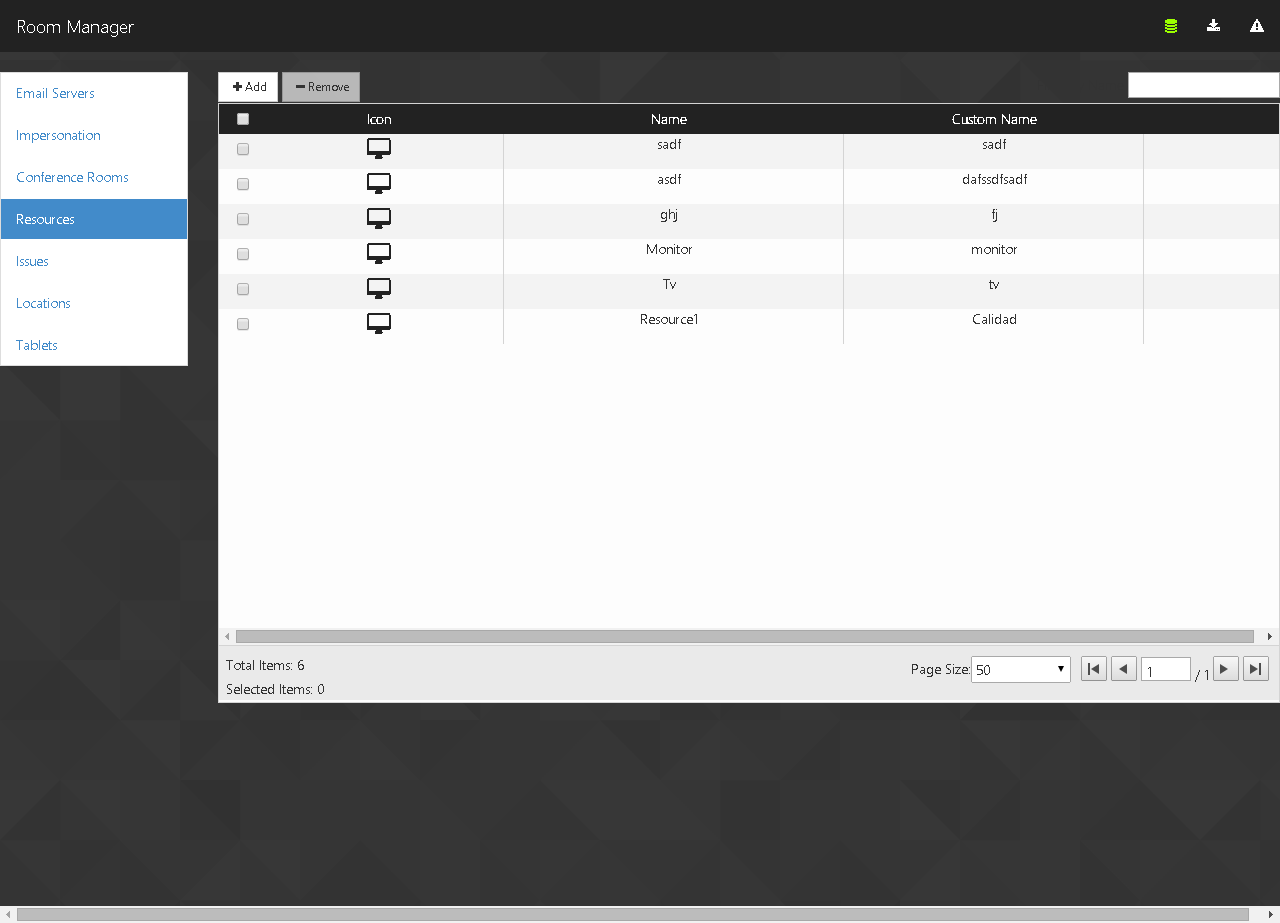 Room Manager
Email Servers
Impersonation
Conference Rooms
Resources
Issues
Locations
Tablets
Add Remove
Icon Name Custom Name
sadf sadf
asdf dafssdfsadf
ghj fj
Monitor monitor
Tv tv
Resource1 Calidad
Total Items: 6
Selected Items: 0
Page Size: 50 1 / 1